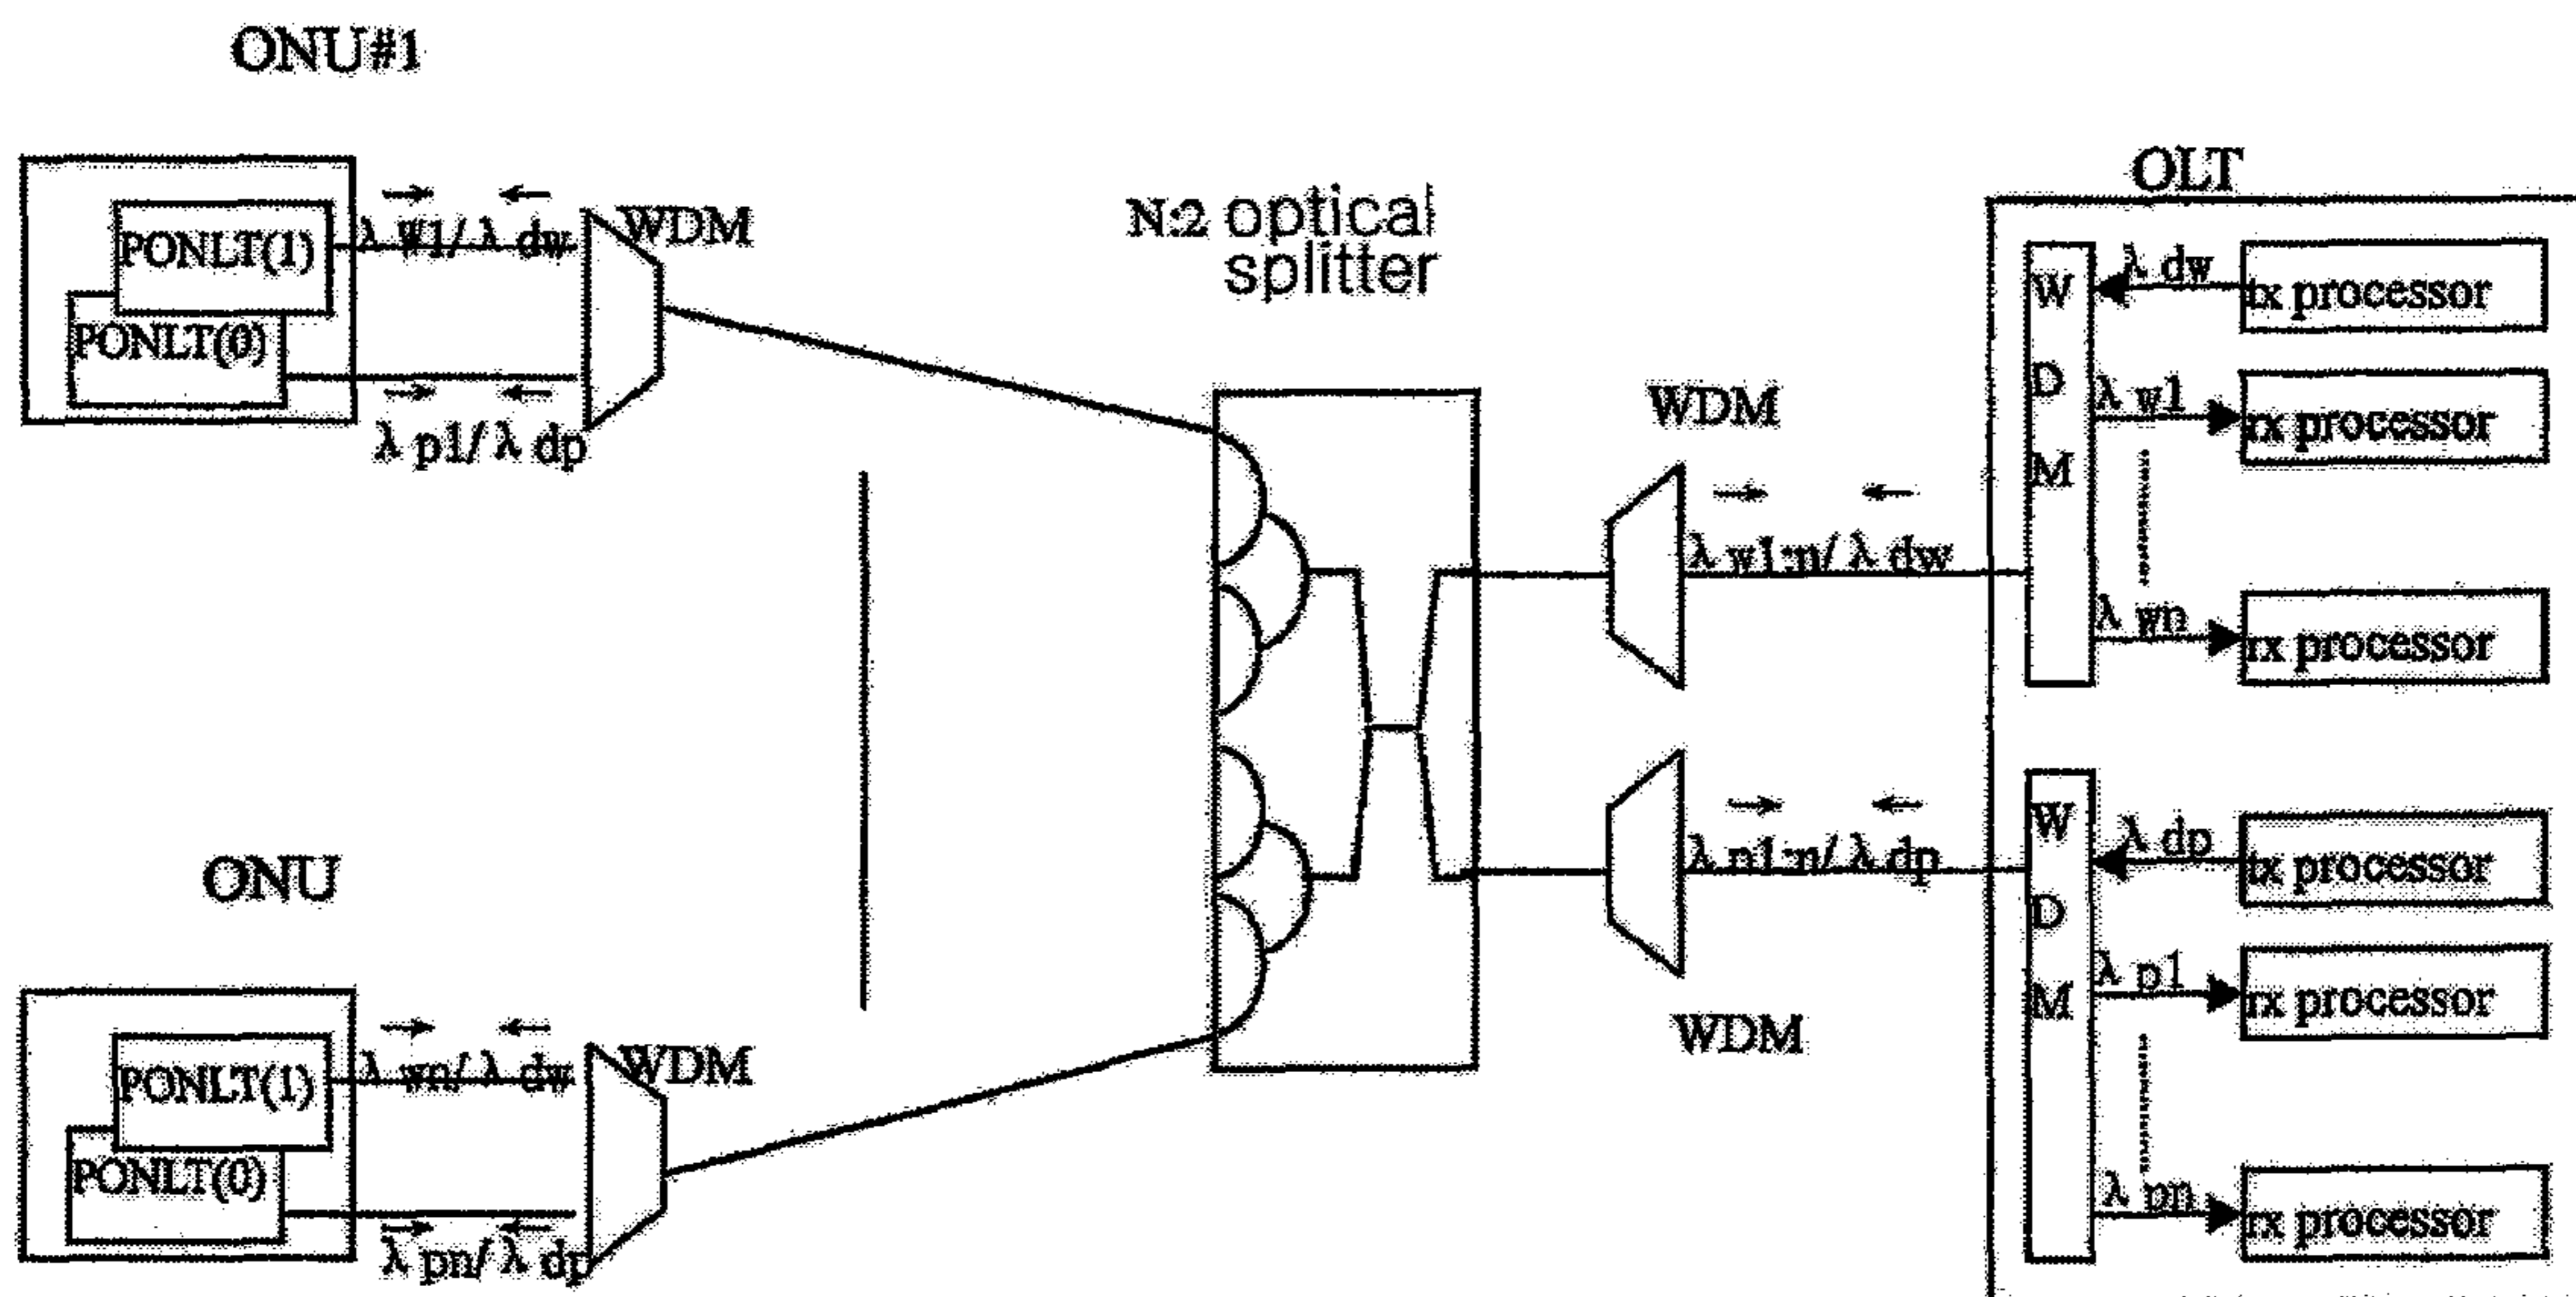 ONU#1
PONLT(1)
PONLT(0)
λ w1/ λ dw
λ p1/ λ dp
WDM
N:2 optical
splitter
ONU
PONLT(1)
PONLT(0)
λ wn/ λ dw
λ pn/ λ dp
WDM
WDM
λ w1:n/ λ dw
λ p1:n/ λ dp
WDM
OLT
W
D
M
λ dw
tx processor
λ w1
rx processor
λ wn
rx processor
W
D
M
λ dp
tx processor
λ p1
rx processor
λ pn
rx processor